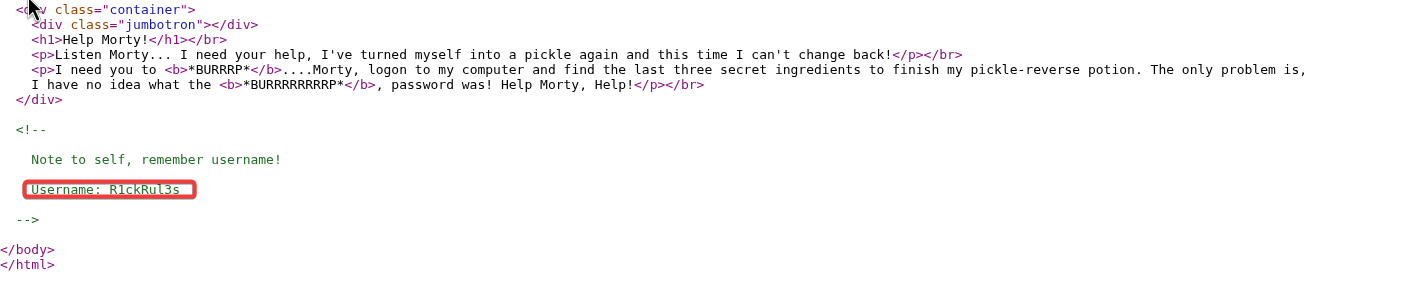 <div class="container">
<div class="jumbotron"></div>
<h1>Help Morty!</h1></br>
<p>Listen Morty... I need your help, I've turned myself into a pickle again and this time I can't change back!</p></br>
<p>I need you to <b>*BURRRP*</b>....Morty, logon to my computer and find the last three secret ingredients to finish my pickle-reverse potion. The only problem is,
I have no idea what the <b>*BURRRRRRRRP*</b>, password was! Help Morty, Help!</p></br>
</div>
<!--
Note to self, remember username!
Username: R1ckRul3s
-->
</body>
</html>